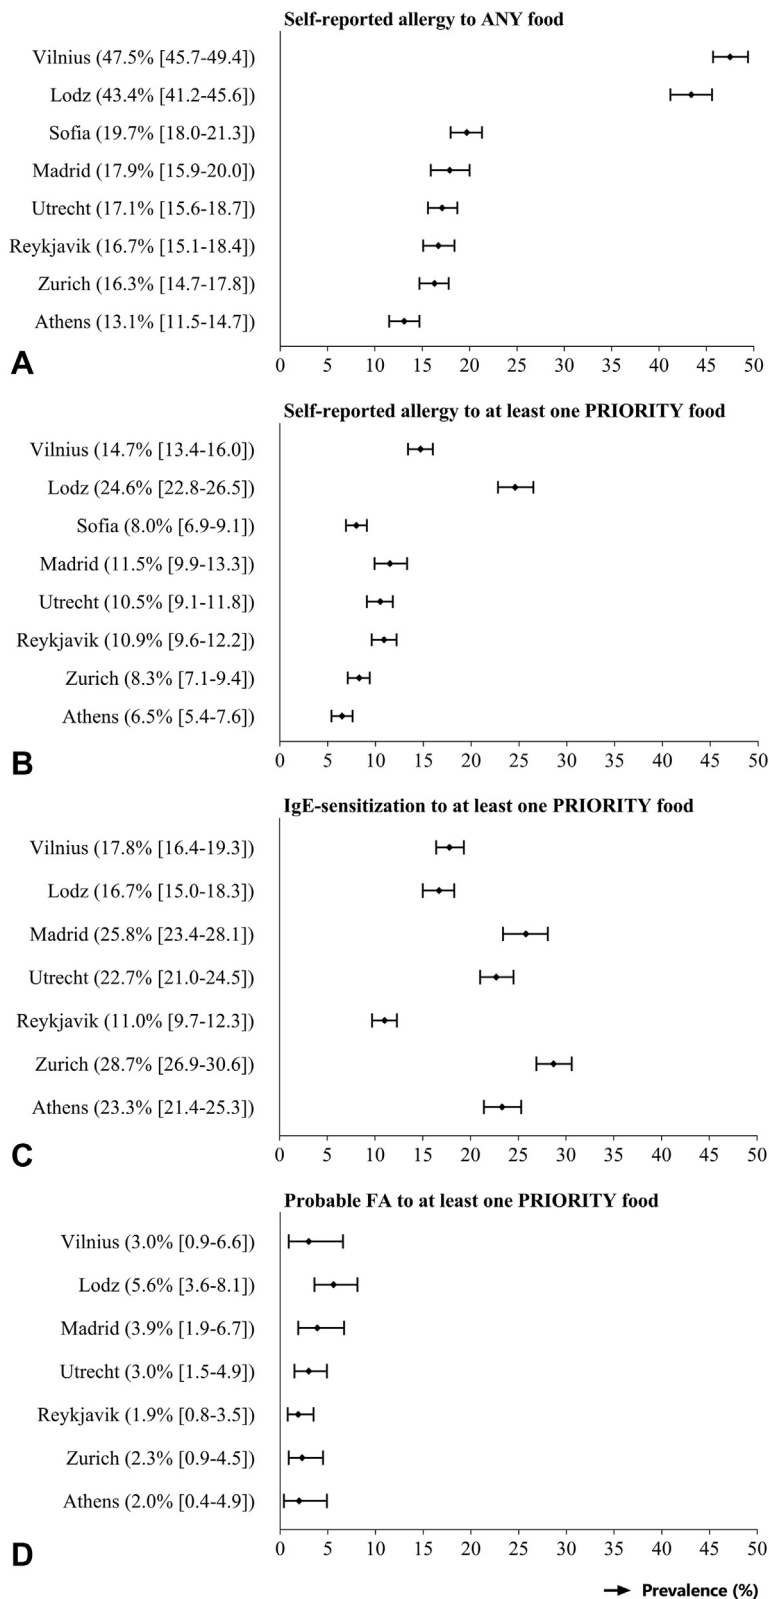 Self-reported allergy to ANY food
Vilnius (47.5% [45.7-49.4])
Lodz (43.4% [41.2-45.6])
Sofia (19.7% [18.0-21.3])
Madrid (17.9% [15.9-20.0])
Utrecht (17.1% [15.6-18.7])
Reykjavik (16.7% [15.1-18.4])
Zurich (16.3% [14.7-17.8])
Athens (13.1% [11.5-14.7])
A
0 5 10 15 20 25 30 35 40 45 50
Self-reported allergy to at least one PRIORITY food
Vilnius (14.7% [13.4-16.0])
Lodz (24.6% [22.8-26.5])
Sofia (8.0% [6.9-9.1])
Madrid (11.5% [9.9-13.3])
Utrecht (10.5% [9.1-11.8])
Reykjavik (10.9% [9.6-12.2])
Zurich (8.3% [7.1-9.4])
Athens (6.5% [5.4-7.6])
B
0 5 10 15 20 25 30 35 40 45 50
IgE-sensitization to at least one PRIORITY food
Vilnius (17.8% [16.4-19.3])
Lodz (16.7% [15.0-18.3])
Madrid (25.8% [23.4-28.1])
Utrecht (22.7% [21.0-24.5])
Reykjavik (11.0% [9.7-12.3])
Zurich (28.7% [26.9-30.6])
Athens (23.3% [21.4-25.3])
C
0 5 10 15 20 25 30 35 40 45 50
Probable FA to at least one PRIORITY food
Vilnius (3.0% [0.9-6.6])
Lodz (5.6% [3.6-8.1])
Madrid (3.9% [1.9-6.7])
Utrecht (3.0% [1.5-4.9])
Reykjavik (1.9% [0.8-3.5])
Zurich (2.3% [0.9-4.5])
Athens (2.0% [0.4-4.9])
D
0 5 10 15 20 25 30 35 40 45 50
Prevalence (%)